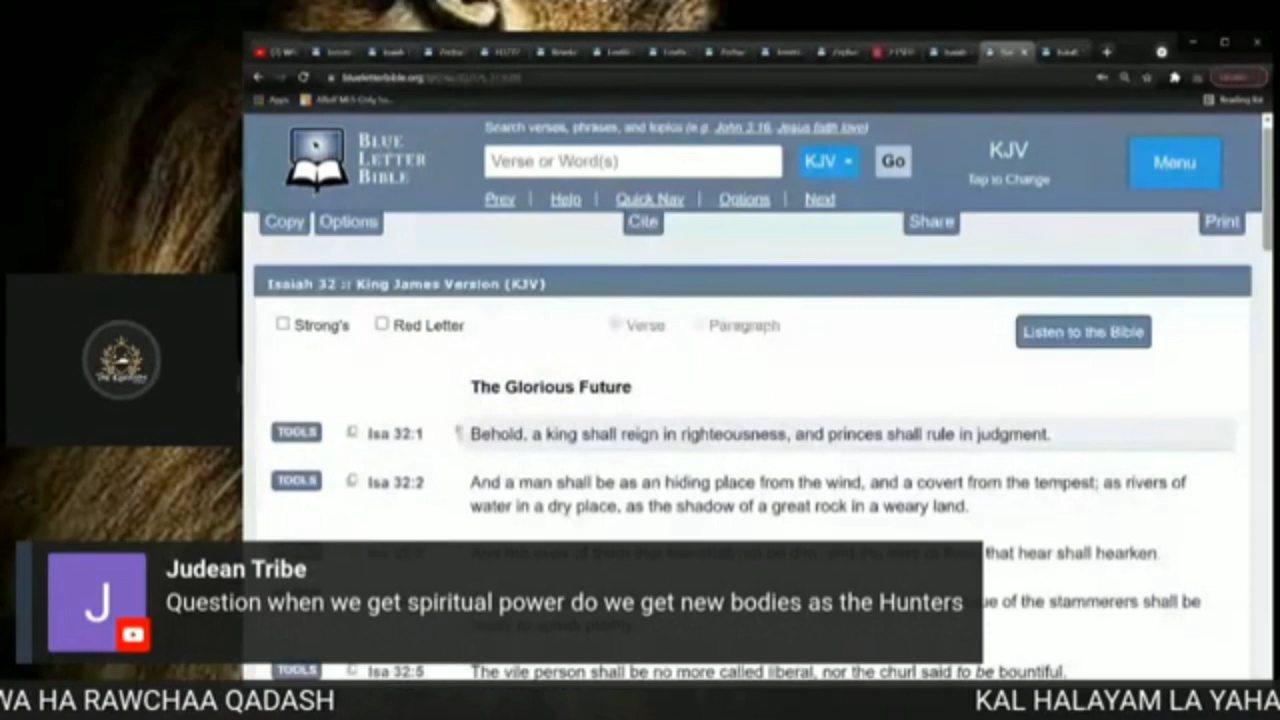 blueletterbible.org
Apps
Reading list
BLUE
LETTER
BIBLE
Search verses, phrases, and topics (e.g. John 3:16, Jesus faith love)
Verse or Word(s)
KJV
Go
KJV
Tap to Change
Menu
Prev | Help | Quick Nav | Options | Next
Copy Options Cite Share Print
Isaiah 32 :: King James Version (KJV)
Strong's Red Letter Verse Paragraph
Listen to the Bible
The Glorious Future
TOOLS Isa 32:1 ¶ Behold, a king shall reign in righteousness, and princes shall rule in judgment.
TOOLS Isa 32:2 And a man shall be as an hiding place from the wind, and a covert from the tempest; as rivers of
water in a dry place, as the shadow of a great rock in a weary land.
that hear shall hearken.
ue of the stammerers shall be
J
Judean Tribe
Question when we get spiritual power do we get new bodies as the Hunters
TOOLS Isa 32:5 The vile person shall be no more called liberal, nor the churl said to be bountiful.
WA HA RAWCHAA QADASH
KAL HALAYAM LA YAHA